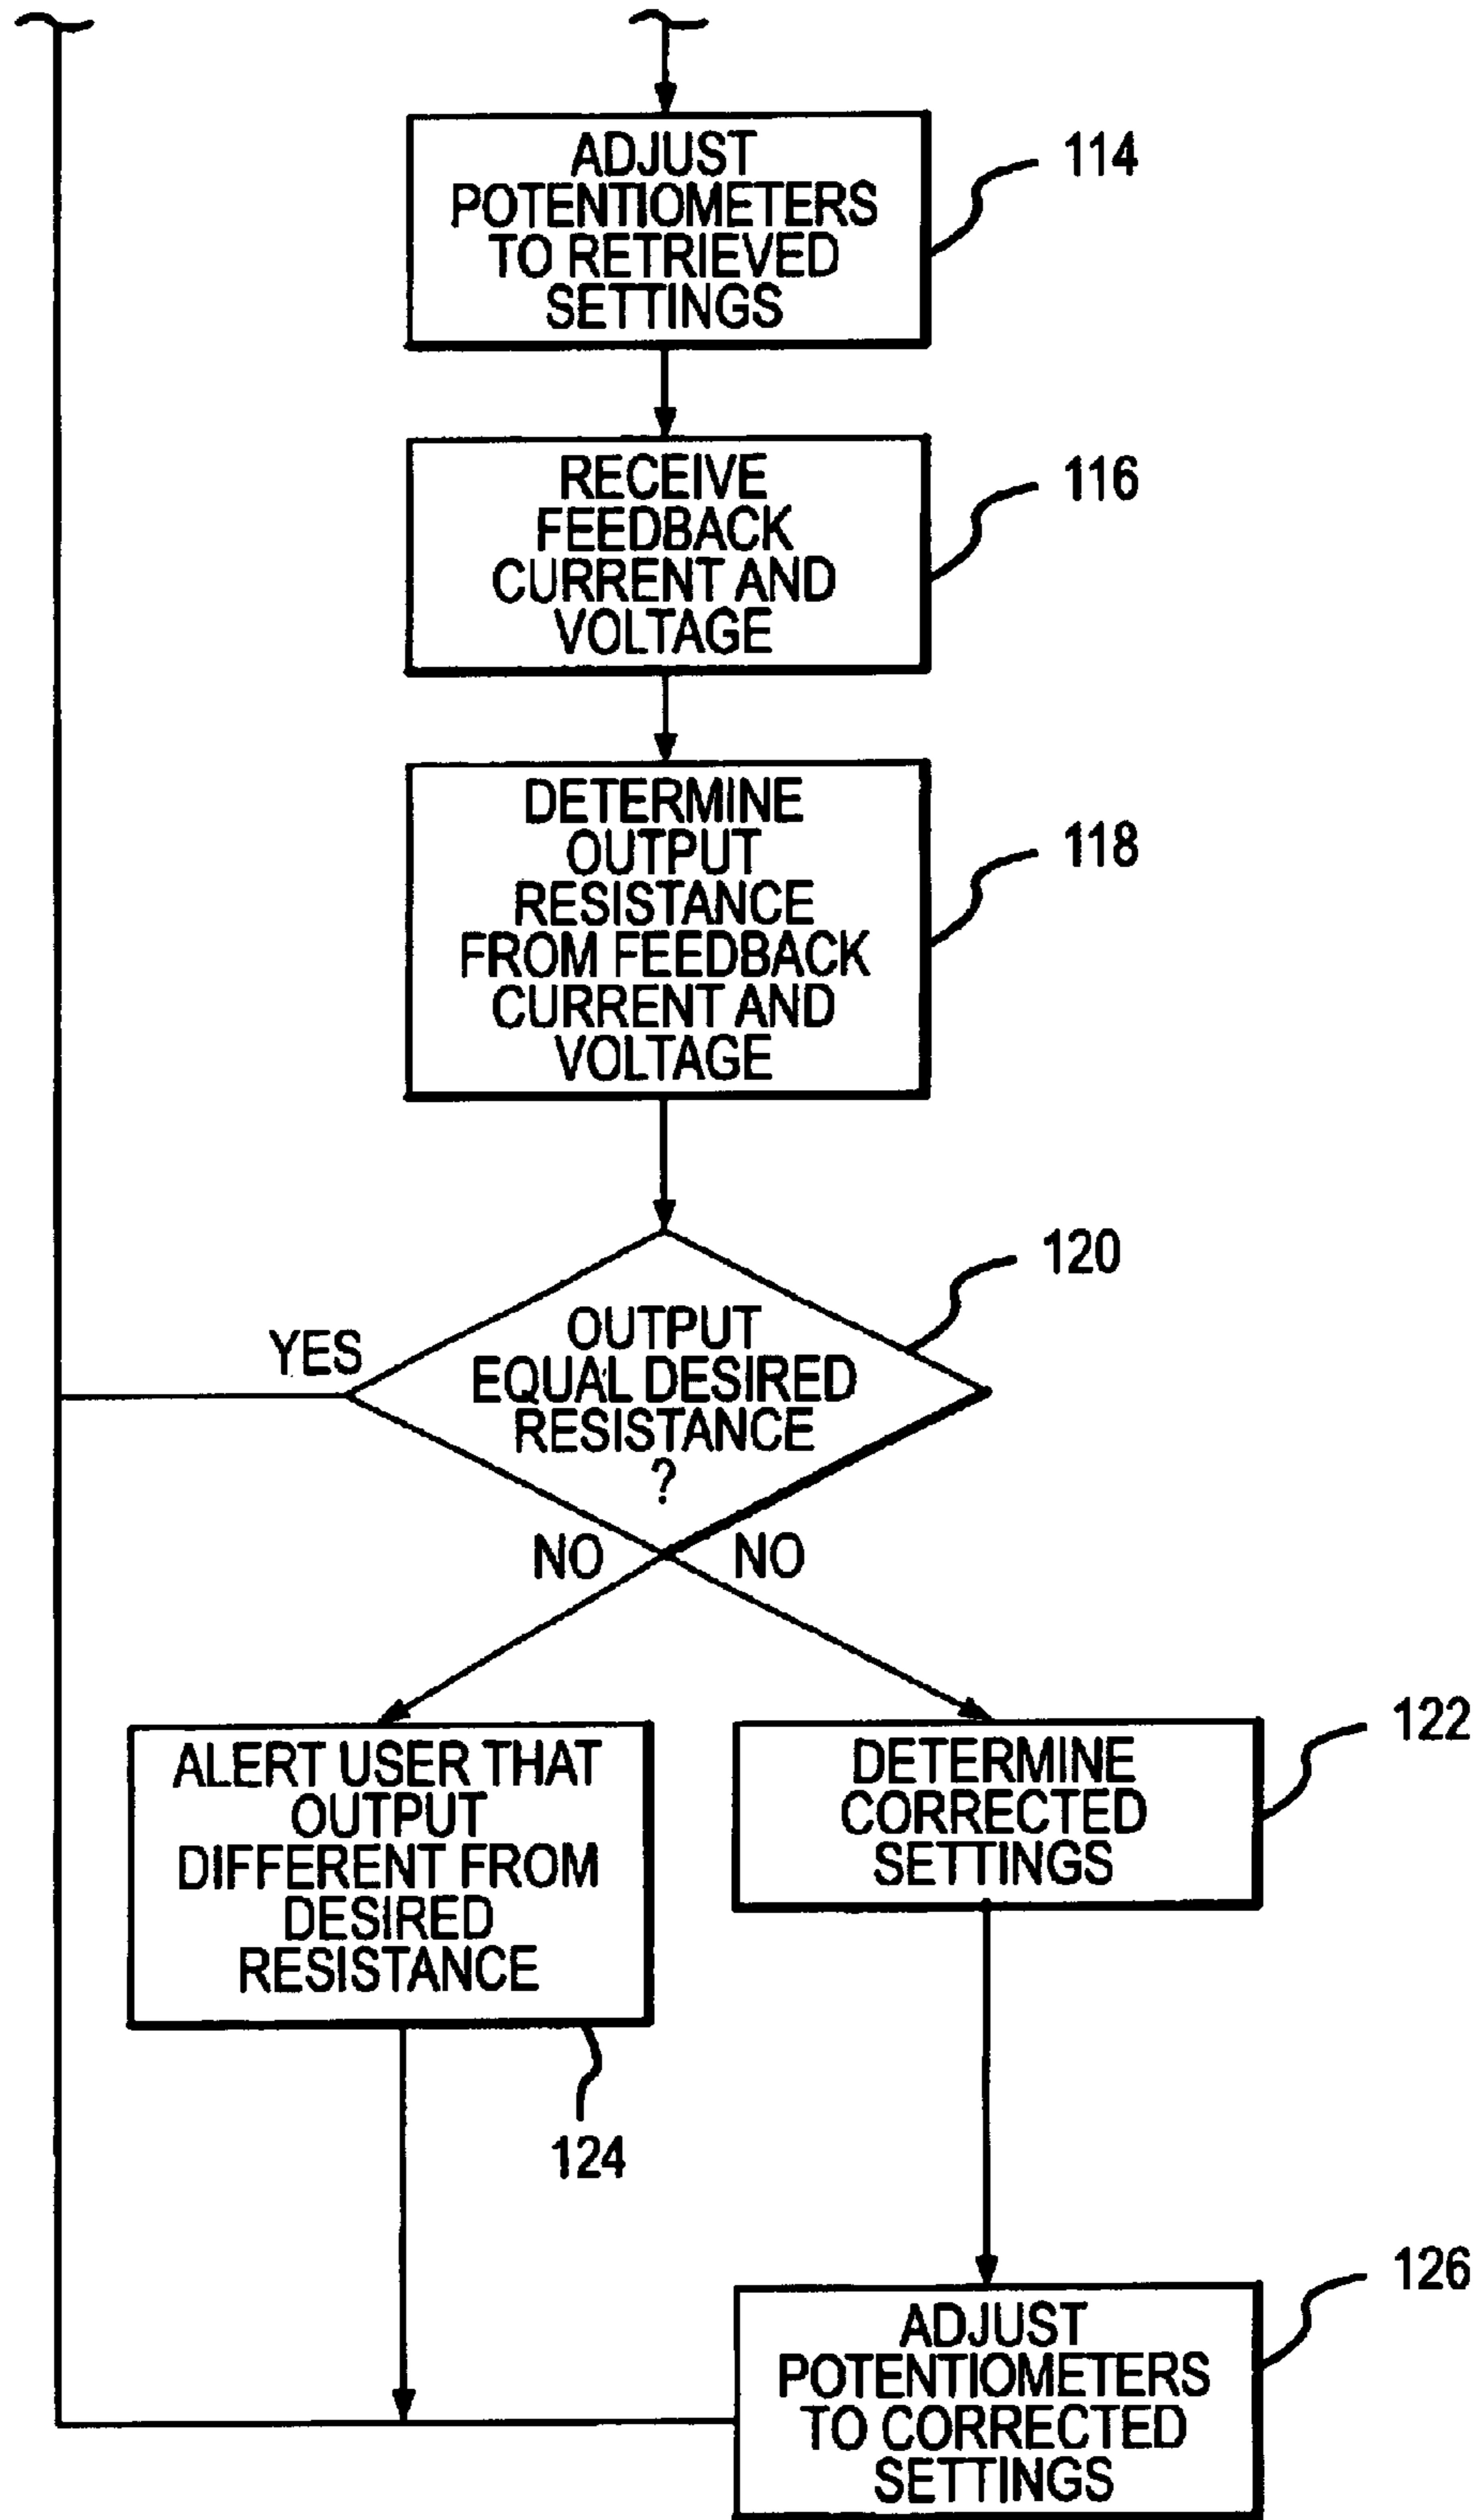 ADJUST
POTENTIOMETERS
TO RETRIEVED
SETTINGS
114
RECEIVE
FEEDBACK
CURRENT AND
VOLTAGE
116
DETERMINE
OUTPUT
RESISTANCE
FROM FEEDBACK
CURRENT AND
VOLTAGE
118
120
YES
OUTPUT
EQUAL DESIRED
RESISTANCE
?
NO
NO
ALERT USER THAT
OUTPUT
DIFFERENT FROM
DESIRED
RESISTANCE
124
DETERMINE
CORRECTED
SETTINGS
122
ADJUST
POTENTIOMETERS
TO CORRECTED
SETTINGS
126